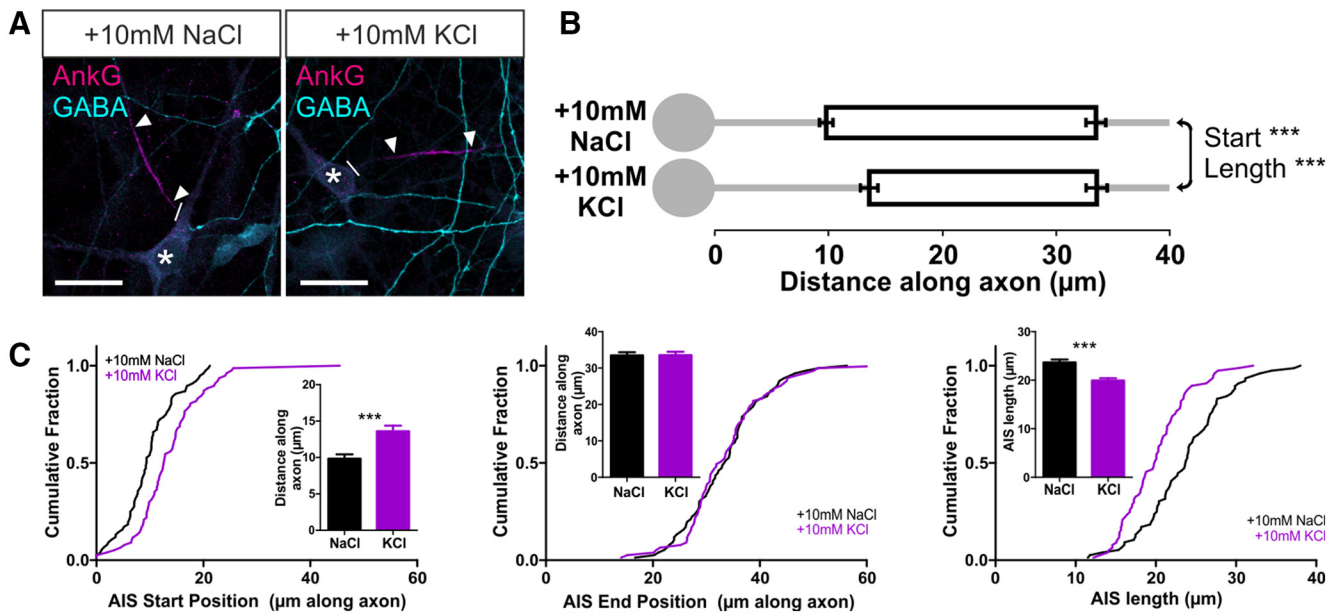 A
+10mM NaCl
+10mM KCl
AnkG
GABA
*
AnkG
GABA
*
B
+10mM
NaCl
+10mM
KCl
Start ***
Length ***
0 10 20 30 40
Distance along axon (µm)
C
Cumulative Fraction
1.0
0.5
0.0
0 20 40 60
AIS Start Position (µm along axon)
+10mM NaCl
+10mM KCl
Distance along
axon (µm)
20
15
10
5
0
***
NaCl KCl
Cumulative Fraction
1.0
0.5
0.0
0 20 40 60
AIS End Position (µm along axon)
Distance along
axon (µm)
40
30
20
10
0
NaCl KCl
+10mM NaCl
+10mM KCl
Cumulative Fraction
1.0
0.5
0.0
0 10 20 30 40
AIS length (µm)
AIS length (µm)
30
20
10
0
***
NaCl KCl
+10mM NaCl
+10mM KCl